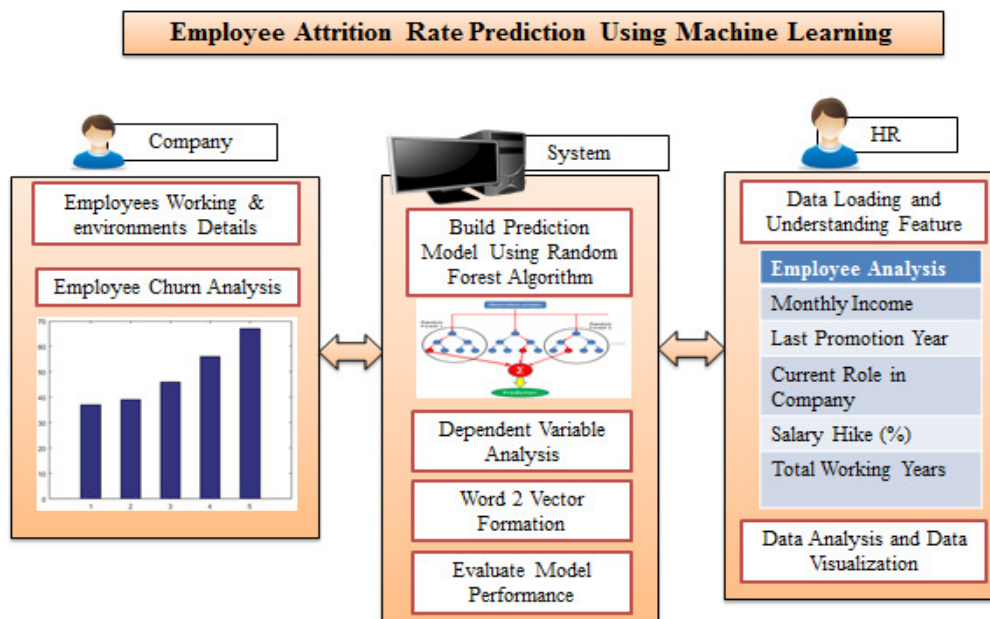 Employee Attrition Rate Prediction Using Machine Learning
Company
Employees Working &
environments Details
Employee Churn Analysis
70
60
50
40
30
20
10
0
1 2 3 4 5
System
Build Prediction
Model Using Random
Forest Algorithm
Σ
Prediction
Dependent Variable
Analysis
Word 2 Vector
Formation
Evaluate Model
Performance
HR
Data Loading and
Understanding Feature
Employee Analysis
Monthly Income
Last Promotion Year
Current Role in
Company
Salary Hike (%)
Total Working Years
Data Analysis and Data
Visualization